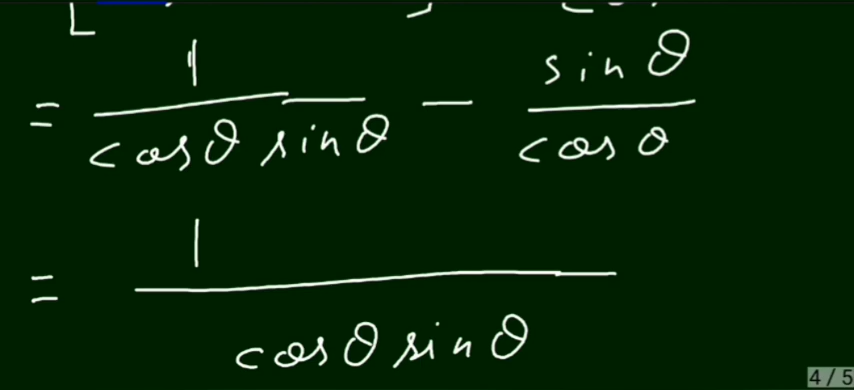 = 1/(cosθ sinθ) − sinθ/cosθ
= 1/(cosθ sinθ)
4/5